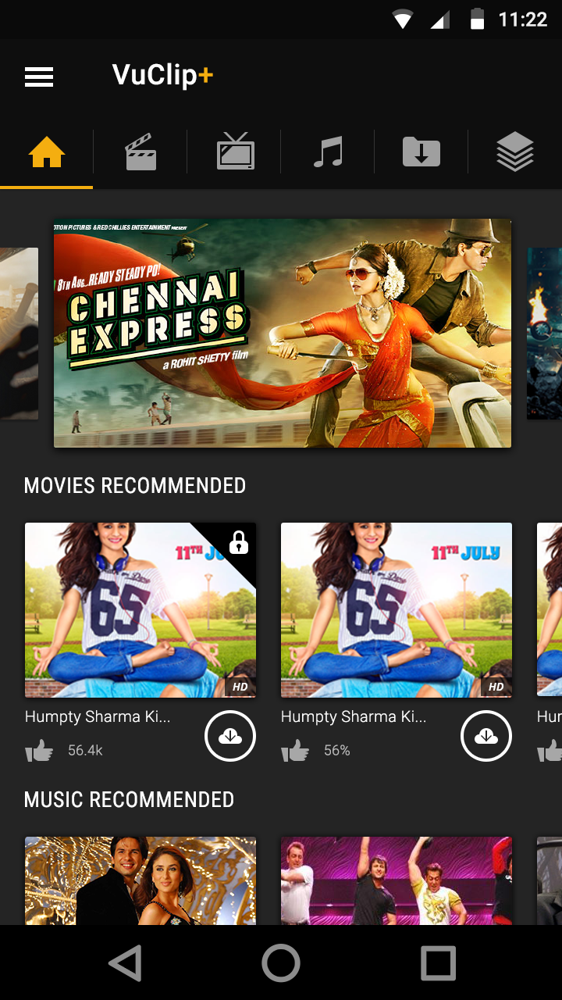 11:22
VuClip+
OTION PICTURES & RED CHILLIES ENTERTAINMENT PRESENT
8TH Aug...READY STEADY PO!
CHENNAI
EXPRESS
a ROHIT SHETTY film
MOVIES RECOMMENDED
11TH JU
65
HD
11TH JULY
65
HD
Humpty Sharma Ki...
Humpty Sharma Ki...
Hur
56.4k
56%
MUSIC RECOMMENDED